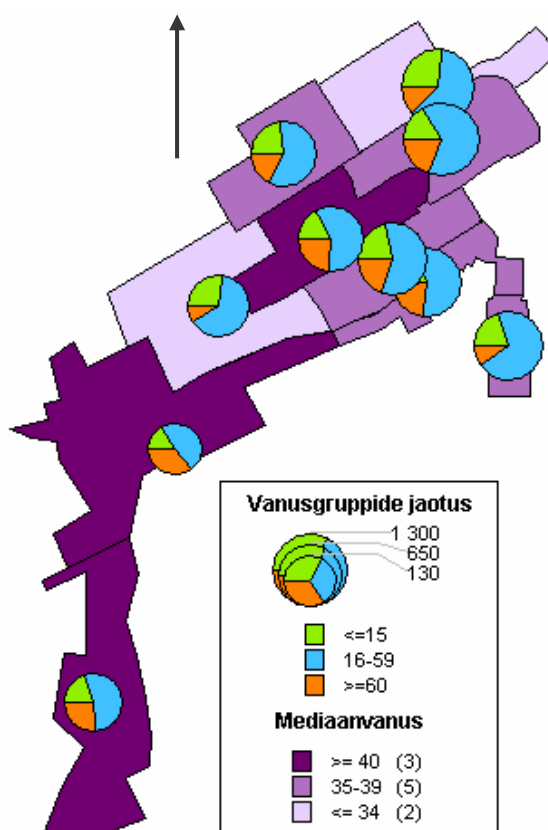 Vanusgruppide jaotus
1 300
650
130
<=15
16-59
>=60
Mediaanvanus
>= 40 (3)
35-39 (5)
<= 34 (2)